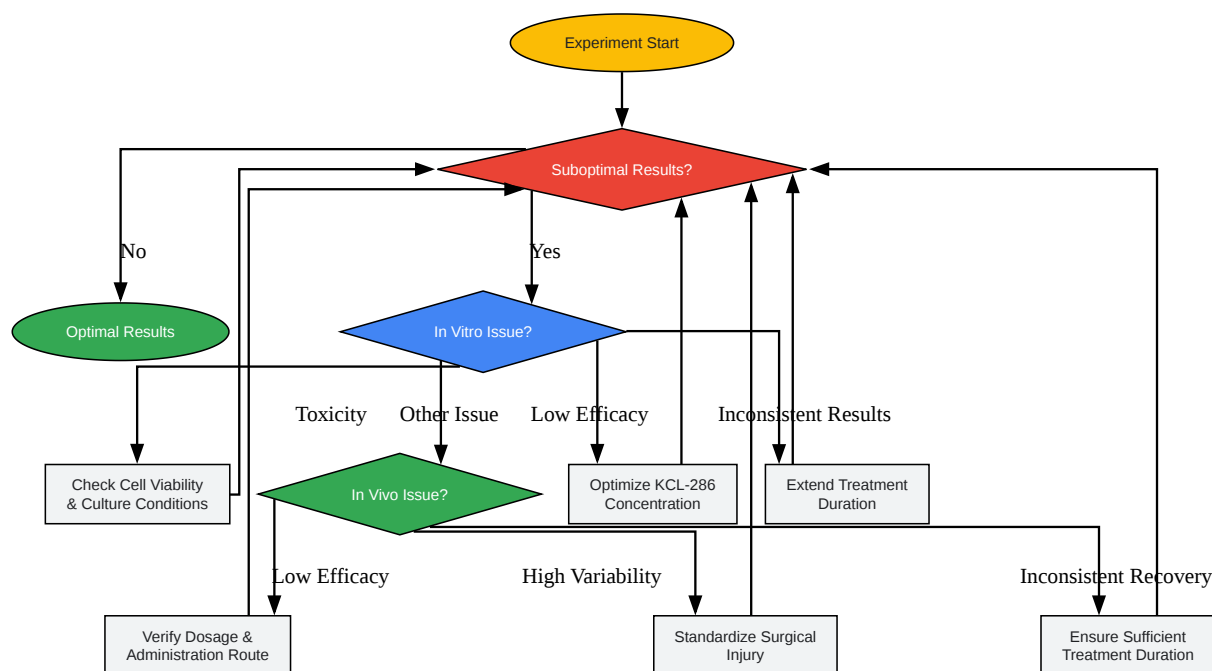 Experiment Start
Suboptimal Results?
No
Yes
Optimal Results
In Vitro Issue?
Toxicity
Other Issue
Low Efficacy
Inconsistent Results
Check Cell Viability
& Culture Conditions
In Vivo Issue?
Optimize KCL-286
Concentration
Extend Treatment
Duration
Low Efficacy
High Variability
Inconsistent Recovery
Verify Dosage &
Administration Route
Standardize Surgical
Injury
Ensure Sufficient
Treatment Duration